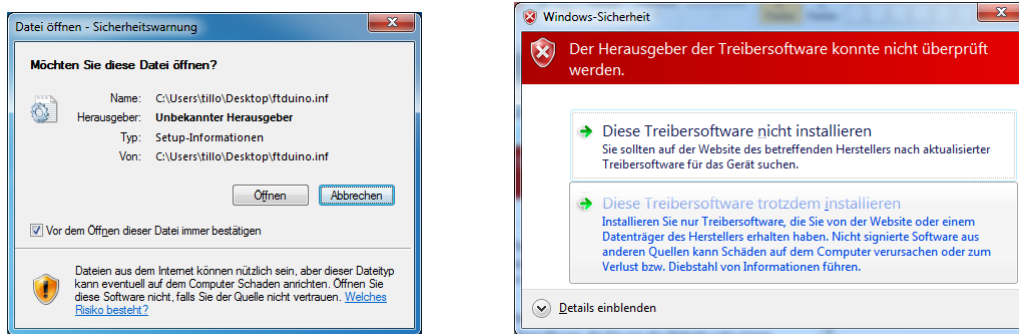 Datei öffnen - Sicherheitswarnung
Möchten Sie diese Datei öffnen?
Name: C:\Users\tillo\Desktop\ftduino.inf
Herausgeber: Unbekannter Herausgeber
Typ: Setup-Informationen
Von: C:\Users\tillo\Desktop\ftduino.inf
Öffnen Abbrechen
Vor dem Öffnen dieser Datei immer bestätigen
Dateien aus dem Internet können nützlich sein, aber dieser Dateityp
kann eventuell auf dem Computer Schaden anrichten. Öffnen Sie
diese Software nicht, falls Sie der Quelle nicht vertrauen. Welches
Risiko besteht?
Windows-Sicherheit
Der Herausgeber der Treibersoftware konnte nicht überprüft
werden.
Diese Treibersoftware nicht installieren
Sie sollten auf der Website des betreffenden Herstellers nach aktualisierter
Treibersoftware für das Gerät suchen.
Diese Treibersoftware trotzdem installieren
Installieren Sie nur Treibersoftware, die Sie von der Website oder einem
Datenträger des Herstellers erhalten haben. Nicht signierte Software aus
anderen Quellen kann Schäden auf dem Computer verursachen oder zum
Verlust bzw. Diebstahl von Informationen führen.
Details einblenden